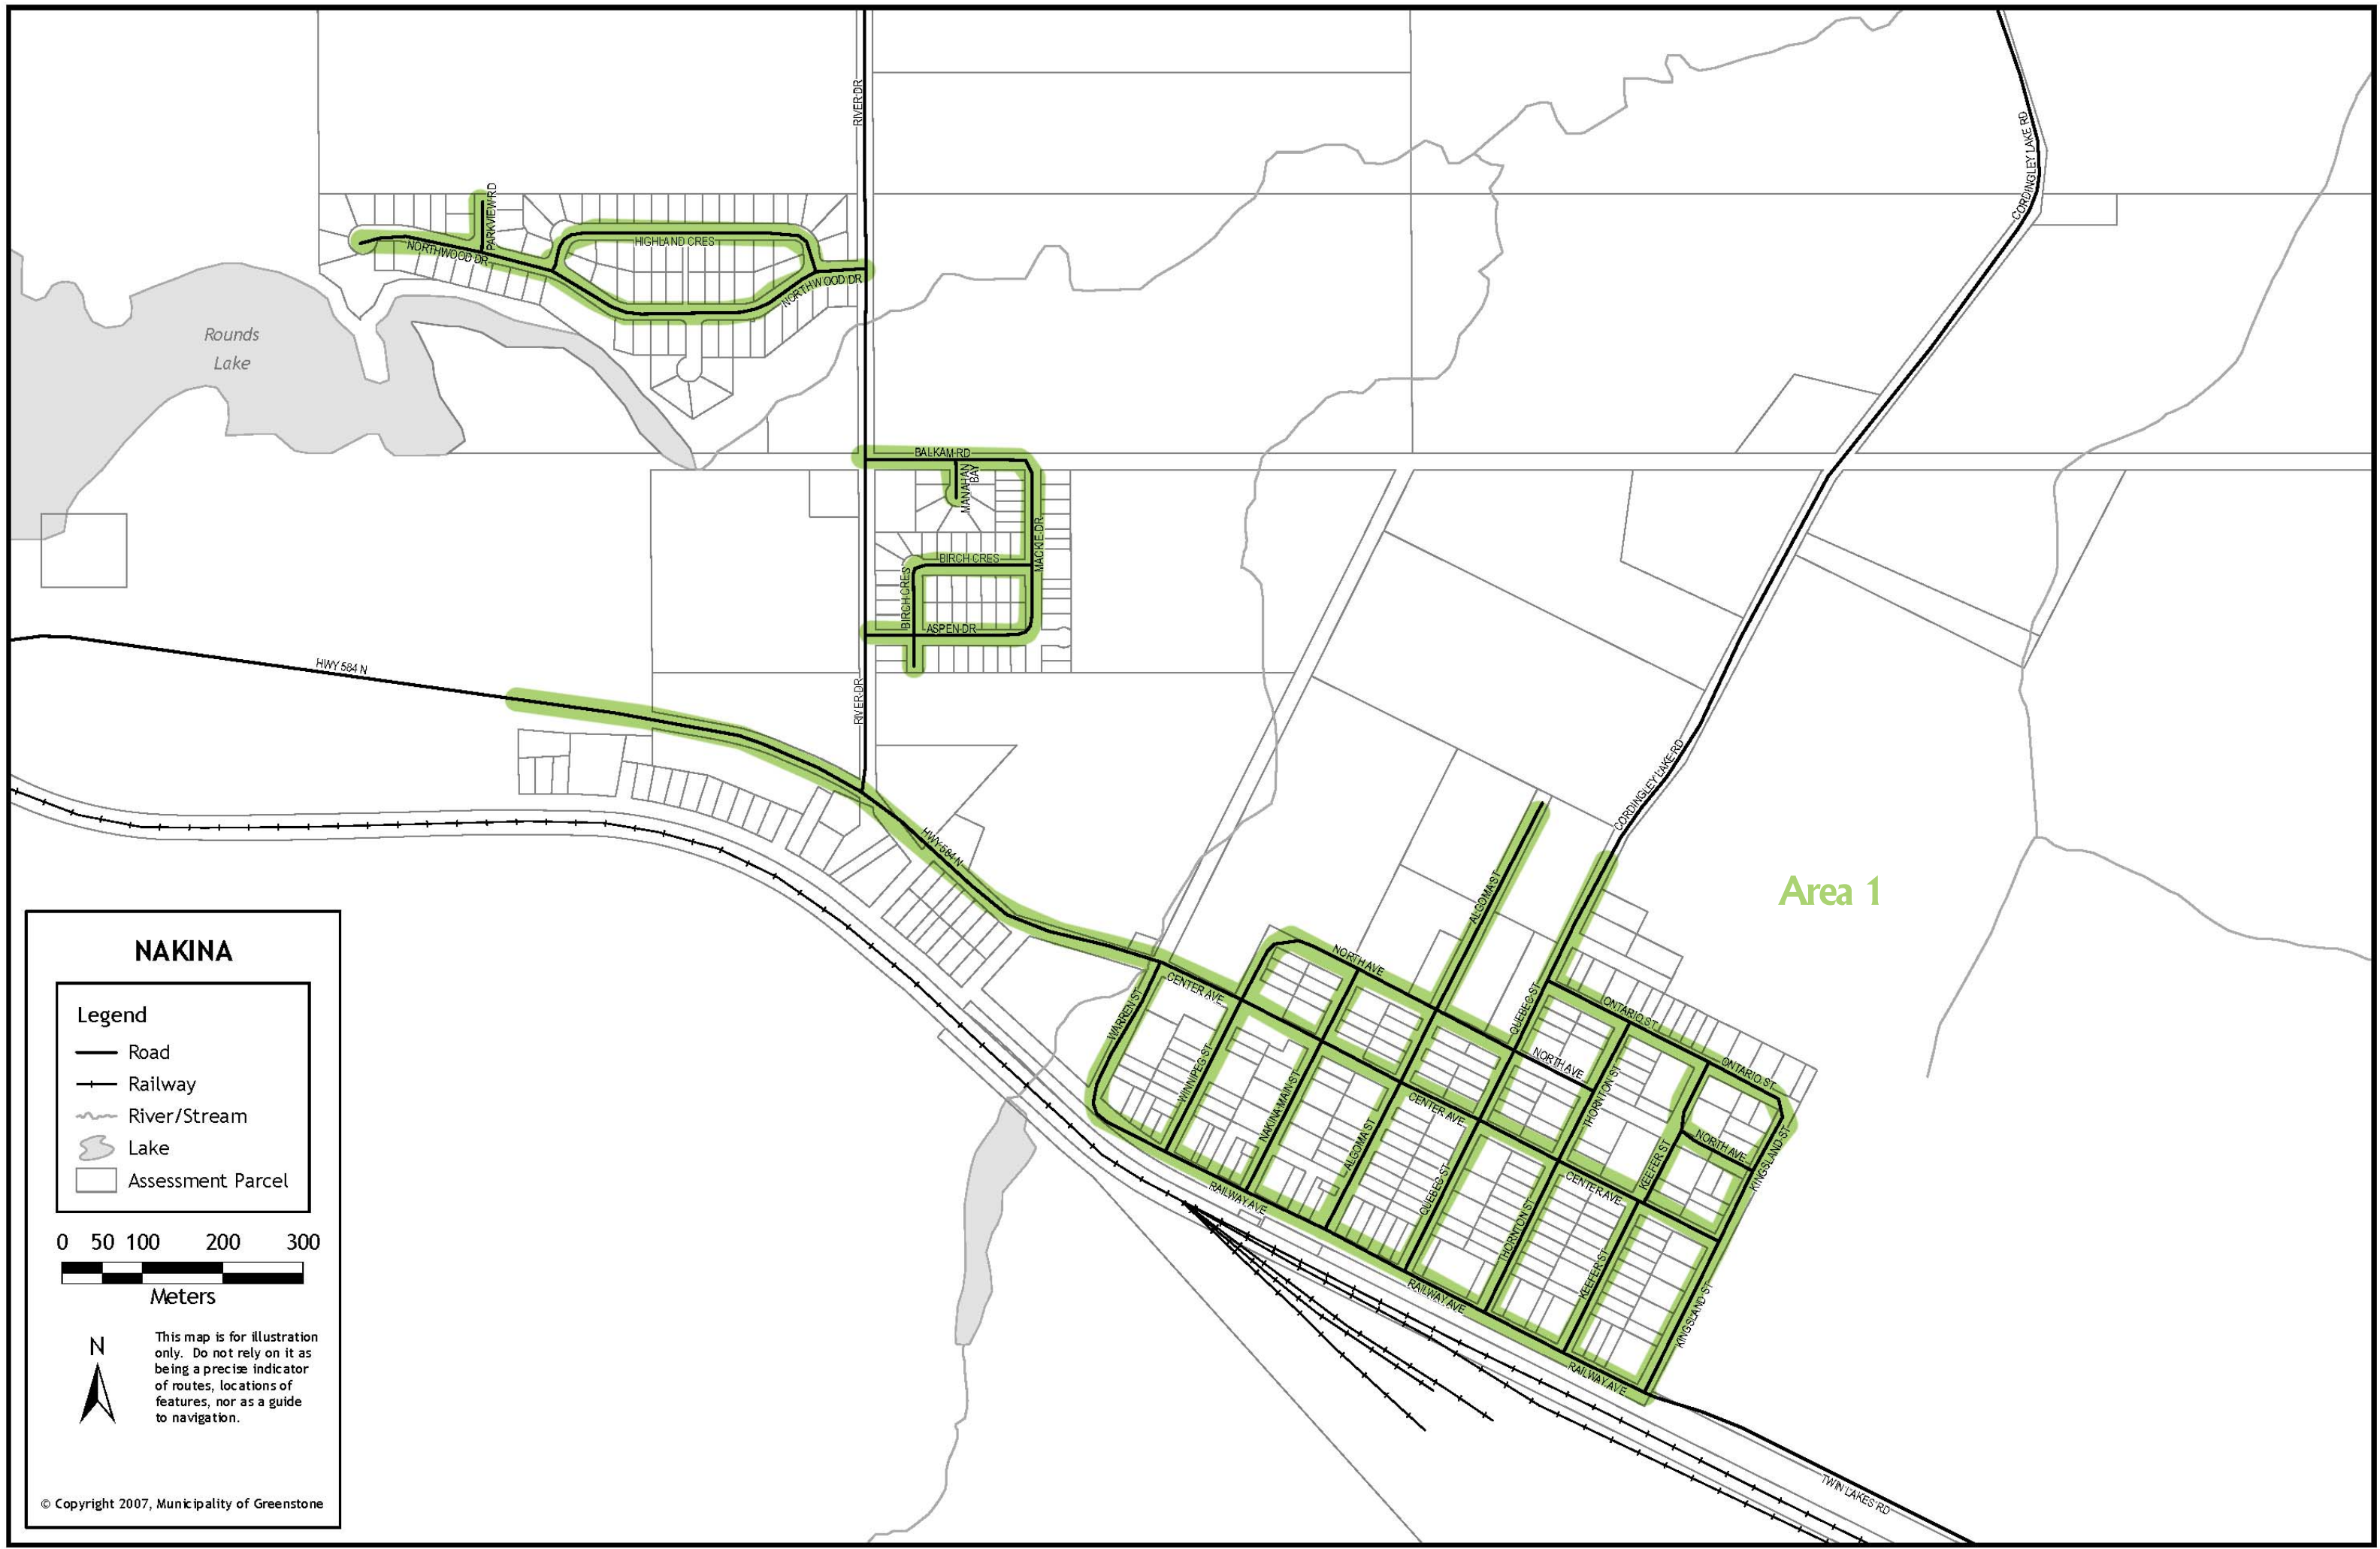 RIVER DR
CORDINGLEY LAKE RD
PARKVIEW RD
HIGHLAND CRES
NORTHWOOD DR
NORTHWOOD DR
Rounds
Lake
BALKAM RD
MANAHAN
BAY
MACKIE DR
BIRCH CRES
BIRCH CRES
ASPEN DR
HWY 584 N
RIVER DR
CORDINGLEY LAKE RD
HWY 584 N
Area 1
ALGOMA ST
NORTH AVE
CENTER AVE
WARREN ST
QUEBEC ST
ONTARIO ST
NORTH AVE
ONTARIO ST
WINNIPEG ST
NAKINA MAIN ST
THORNTON ST
CENTER AVE
ALGOMA ST
NORTH AVE
KEEFER ST
KINGSLAND ST
RAILWAY AVE
QUEBEC ST
CENTER AVE
THORNTON ST
KEEFER ST
RAILWAY AVE
KINGSLAND ST
RAILWAY AVE
TWIN LAKES RD
NAKINA
Legend
Road
Railway
River/Stream
Lake
Assessment Parcel
0 50 100 200 300
Meters
N
This map is for illustration
only. Do not rely on it as
being a precise indicator
of routes, locations of
features, nor as a guide
to navigation.
© Copyright 2007, Municipality of Greenstone